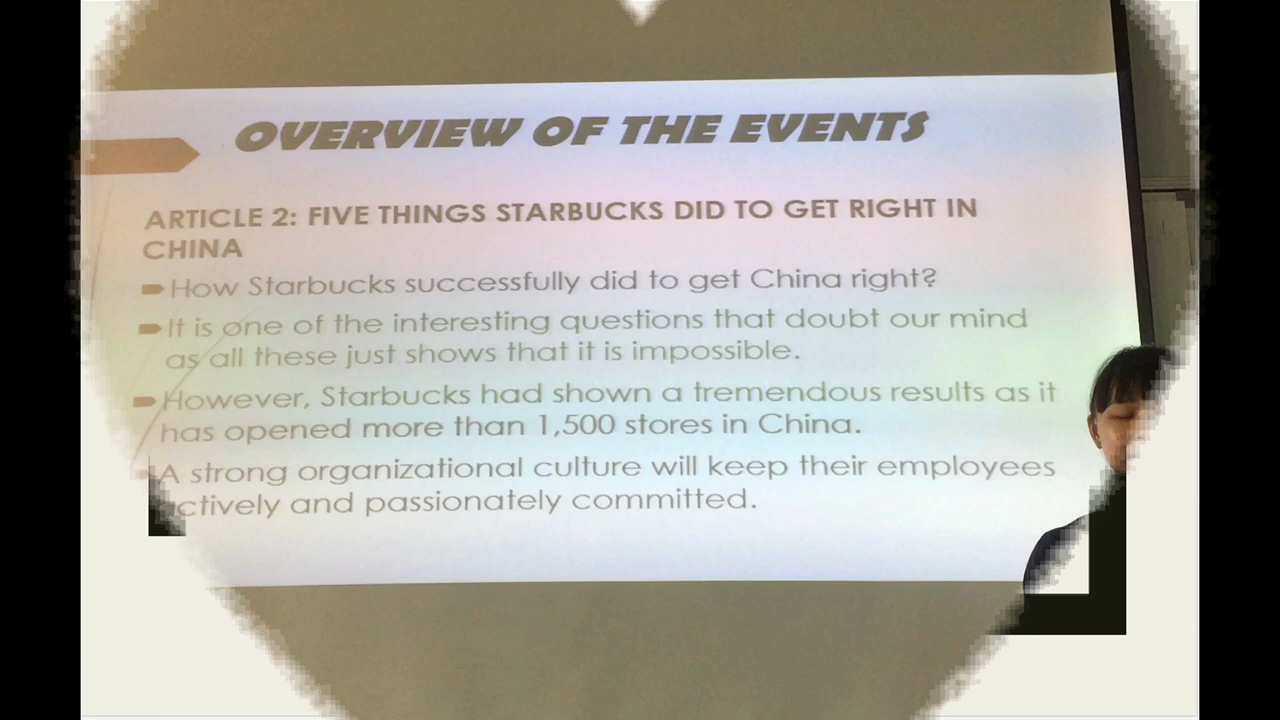 OVERVIEW OF THE EVENTS
ARTICLE 2: FIVE THINGS STARBUCKS DID TO GET RIGHT IN
CHINA
How Starbucks successfully did to get China right?
It is one of the interesting questions that doubt our mind
as all these just shows that it is impossible.
However, Starbucks had shown a tremendous results as it
has opened more than 1,500 stores in China.
A strong organizational culture will keep their employees
ctively and passionately committed.